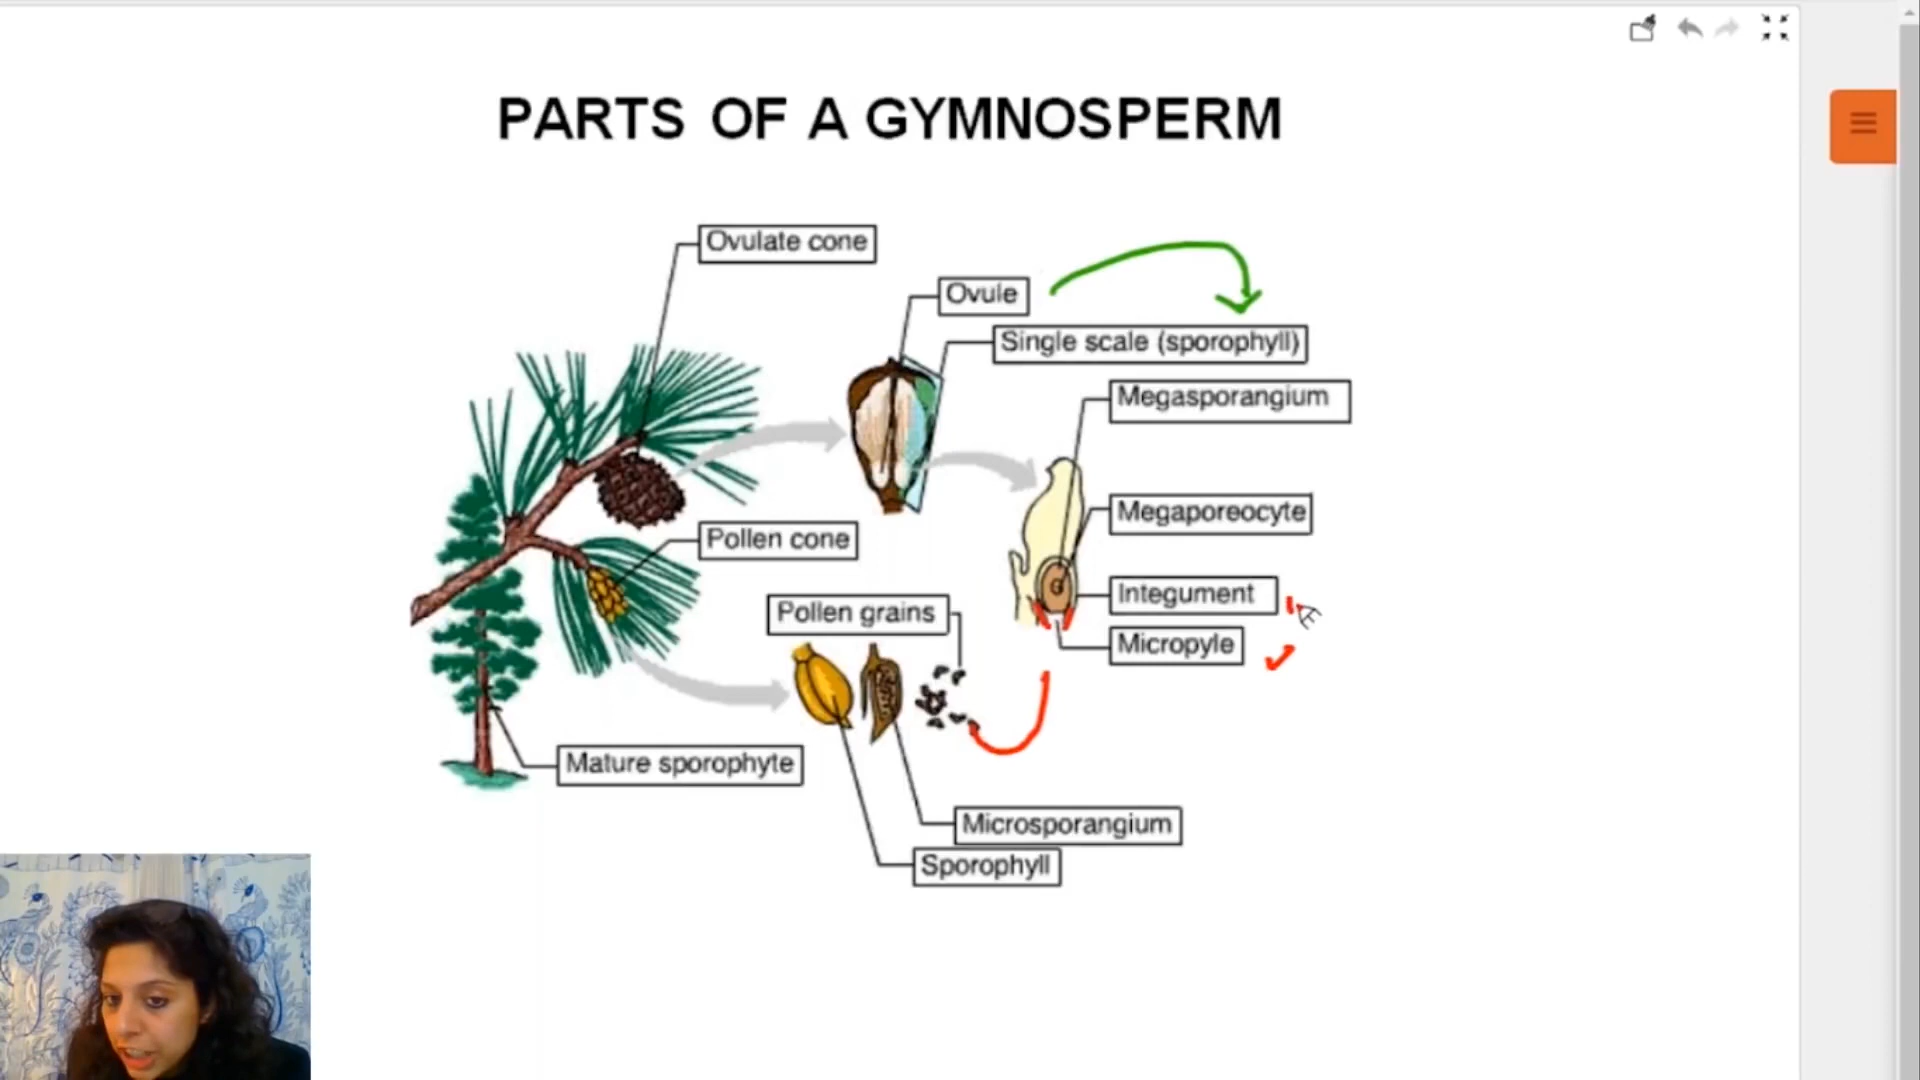 PARTS OF A GYMNOSPERM
Ovulate cone
Ovule
Single scale (sporophyll)
Megasporangium
Megaporeocyte
Pollen cone
Integument
Pollen grains
Micropyle
Mature sporophyte
Microsporangium
Sporophyll